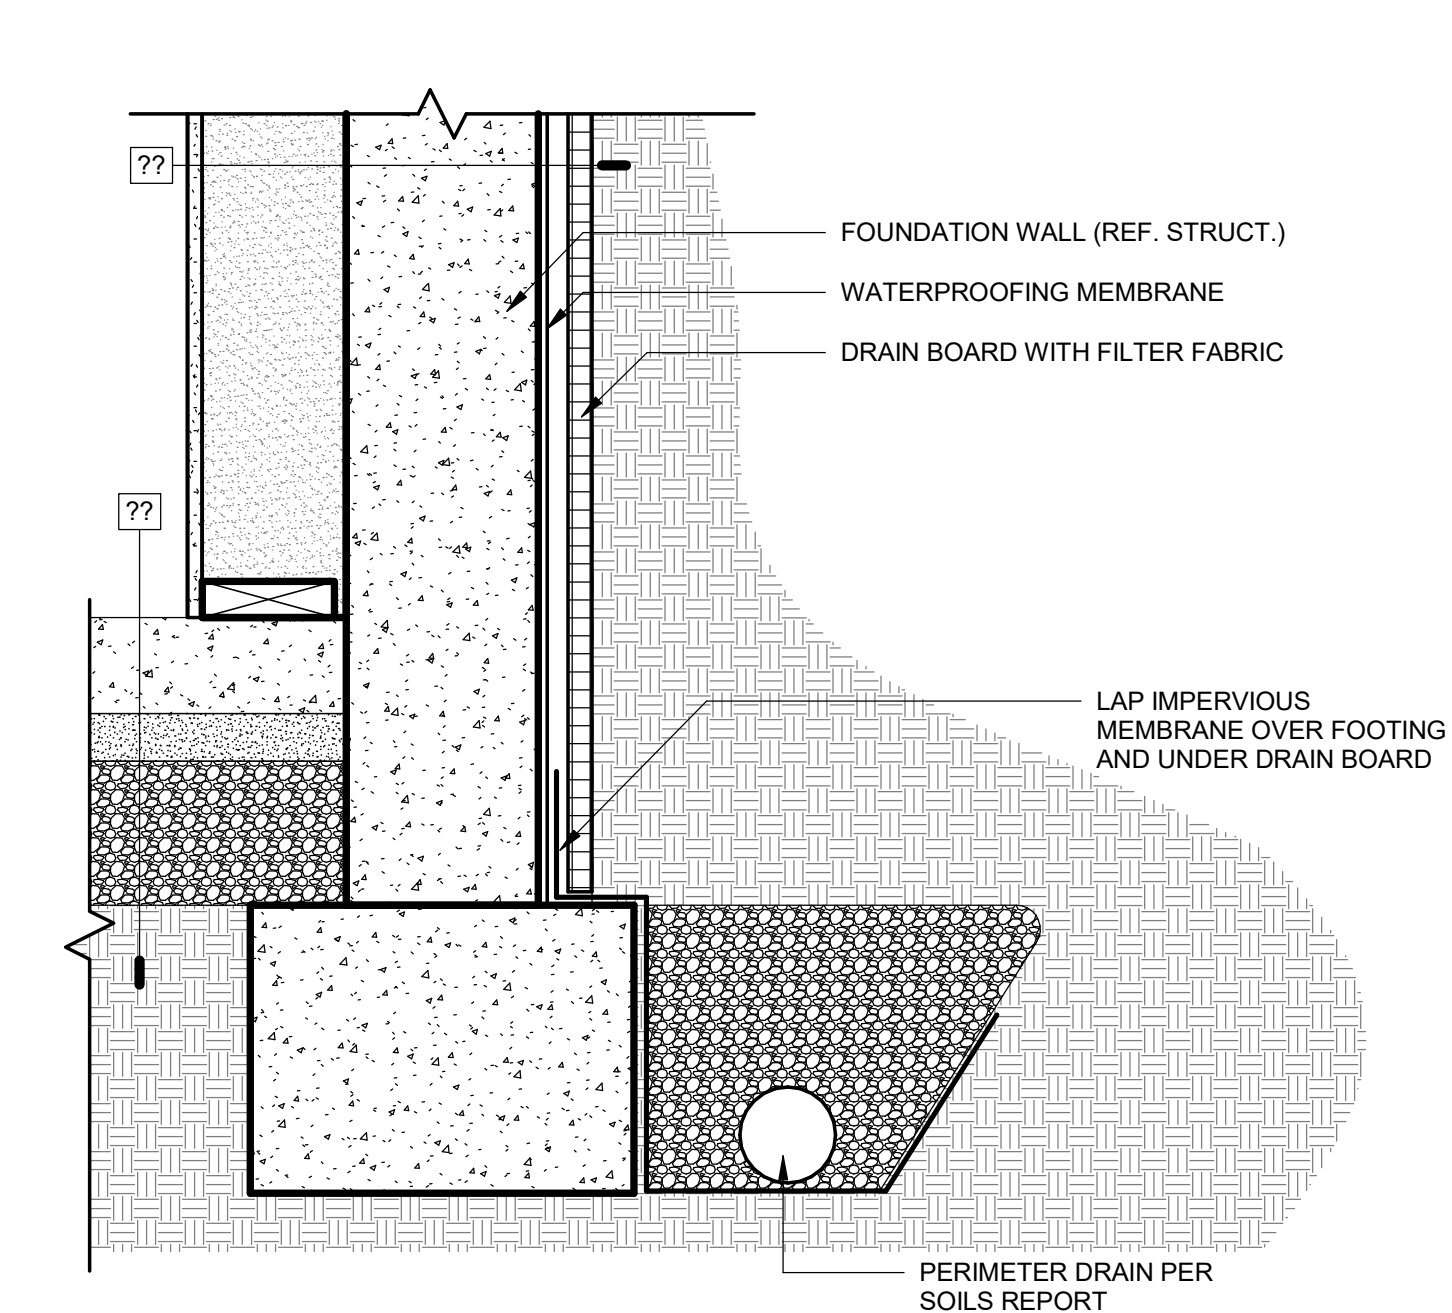 ??
FOUNDATION WALL (REF. STRUCT.)
WATERPROOFING MEMBRANE
DRAIN BOARD WITH FILTER FABRIC
??
LAP IMPERVIOUS
MEMBRANE OVER FOOTING
AND UNDER DRAIN BOARD
PERIMETER DRAIN PER
SOILS REPORT